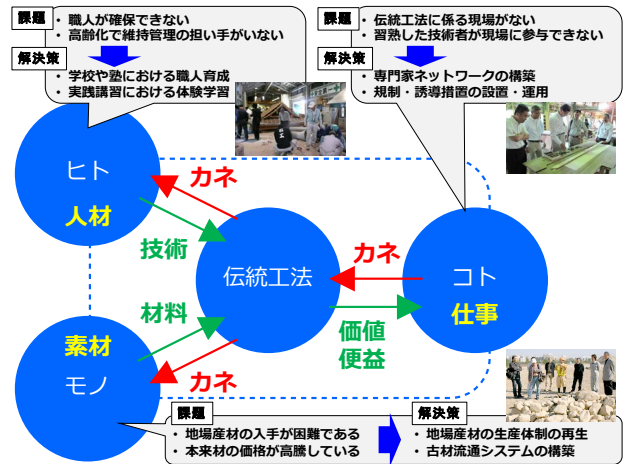 課題
・ 職人が確保できない
・ 高齢化で維持管理の担い手がいない
解決策
・ 学校や塾における職人育成
・ 実践講習における体験学習
課題
・ 伝統工法に係る現場がない
・ 習熟した技術者が現場に参与できない
解決策
・ 専門家ネットワークの構築
・ 規制・誘導措置の設置・運用
ヒト
人材
カネ
技術
伝統工法
カネ
コト
仕事
価値
便益
素材
モノ
材料
カネ
課題
・ 地場産材の入手が困難である
・ 本来材の価格が高騰している
解決策
・ 地場産材の生産体制の再生
・ 古材流通システムの構築